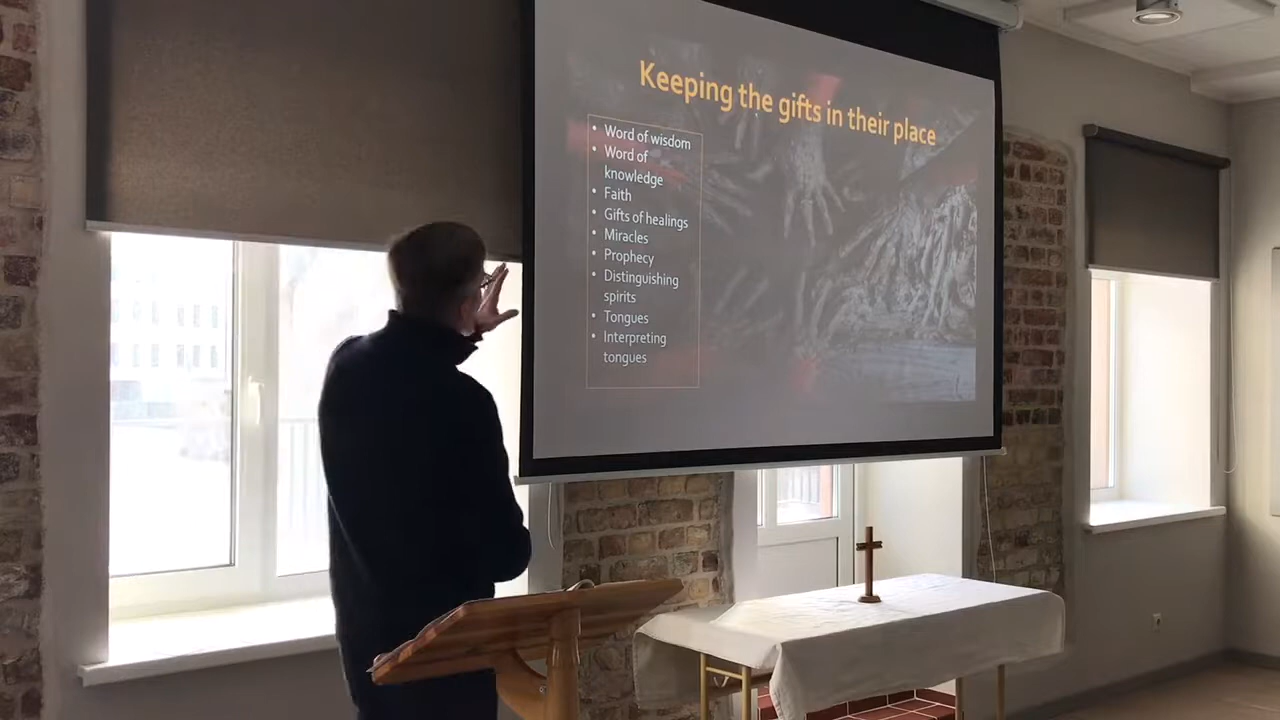 Keeping the gifts in their place
• Word of wisdom
• Word of
knowledge
• Faith
• Gifts of healings
• Miracles
• Prophecy
• Distinguishing
spirits
• Tongues
• Interpreting
tongues